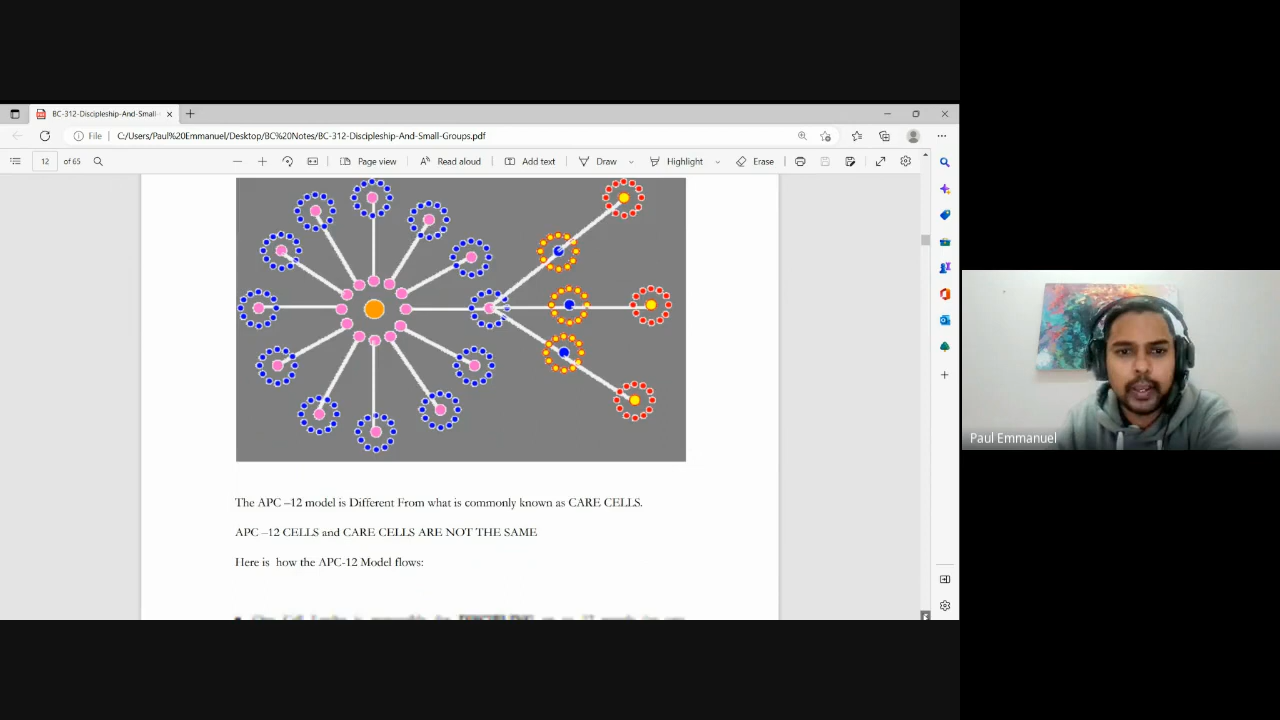 BC-312-Discipleship-And-Small-
File C:/Users/Paul%20Emmanuel/Desktop/BC%20Notes/BC-312-Discipleship-And-Small-Groups.pdf
12 of 65 Page view Read aloud Add text Draw Highlight Erase
Paul Emmanuel
The APC –12 model is Different From what is commonly known as CARE CELLS.
APC –12 CELLS and CARE CELLS ARE NOT THE SAME
Here is how the APC-12 Model flows: